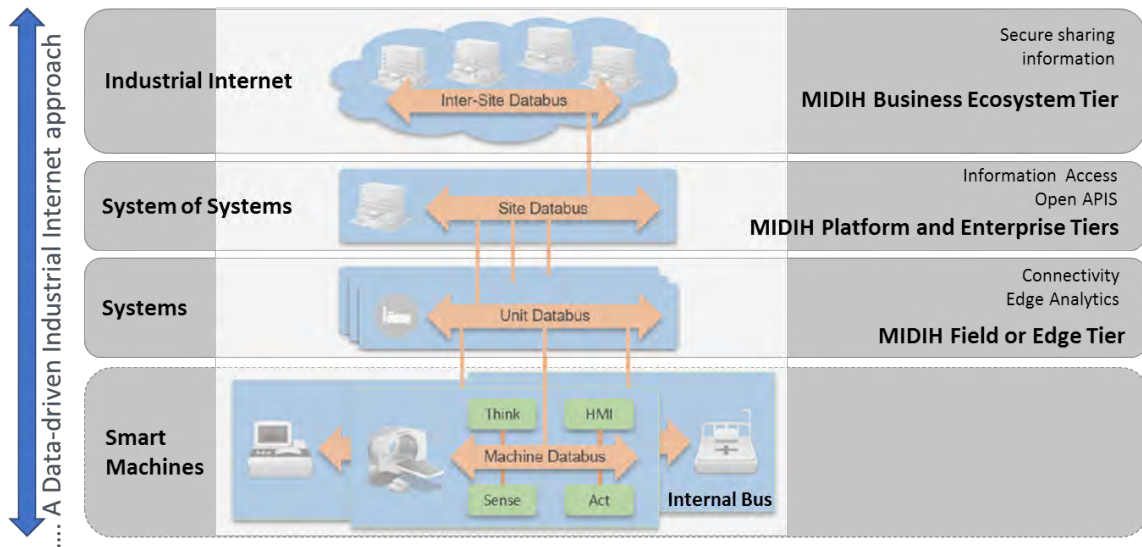 .... A Data-driven Industrial Internet approach
Industrial Internet
Inter-Site Databus
Secure sharing
information
MIDIH Business Ecosystem Tier
System of Systems
Site Databus
Information Access
Open APIS
MIDIH Platform and Enterprise Tiers
Systems
Unit Databus
Connectivity
Edge Analytics
MIDIH Field or Edge Tier
Smart
Machines
Think
HMI
Machine Databus
Sense
Act
Internal Bus